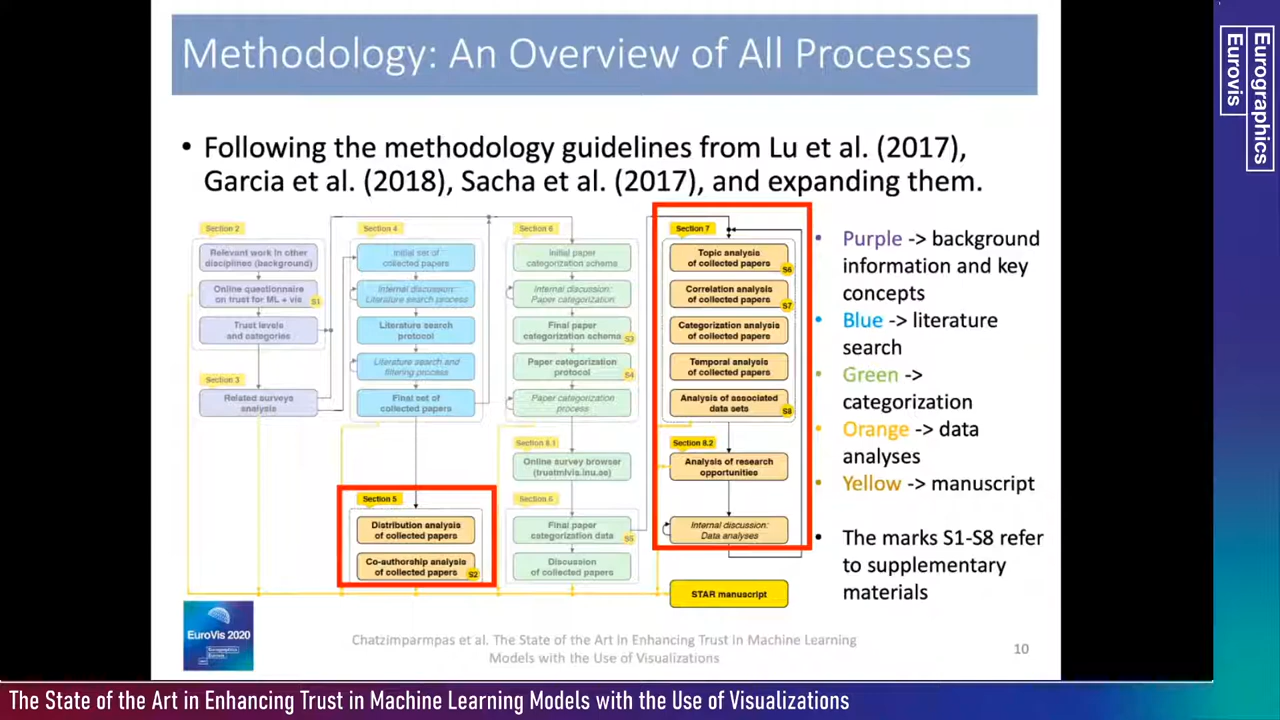 Methodology: An Overview of All Processes
• Following the methodology guidelines from Lu et al. (2017),
Garcia et al. (2018), Sacha et al. (2017), and expanding them.
Section 2
Relevant work in other
disciplines (background)
Online questionnaire
on trust for ML + vis
S1
Trust levels
and categories
Section 3
Related surveys
analysis
Section 4
Initial set of
collected papers
Internal discussion:
Literature search process
Literature search
protocol
Literature search and
filtering process
Final set of
collected papers
Section 5
Distribution analysis
of collected papers
Co-authorship analysis
of collected papers
S2
Section 6
Initial paper
categorization schema
Internal discussion:
Paper categorization
Final paper
categorization schema
S3
Paper categorization
protocol
S4
Paper categorization
process
Section 8.1
Online survey browser
(trustmlvis.lnu.se)
Section 6
Final paper
categorization data
S5
Discussion
of collected papers
Section 7
Topic analysis
of collected papers
S6
Correlation analysis
of collected papers
S7
Categorization analysis
of collected papers
Temporal analysis
of collected papers
Analysis of associated
data sets
S8
Section 8.2
Analysis of research
opportunities
Internal discussion:
Data analyses
STAR manuscript
• Purple -> background
information and key
concepts
• Blue -> literature
search
• Green ->
categorization
• Orange -> data
analyses
• Yellow -> manuscript
• The marks S1-S8 refer
to supplementary
materials
EuroVis 2020
Chatzimparmpas et al. The State of the Art in Enhancing Trust in Machine Learning
Models with the Use of Visualizations
10
Eurographics
Eurovis
The State of the Art in Enhancing Trust in Machine Learning Models with the Use of Visualizations